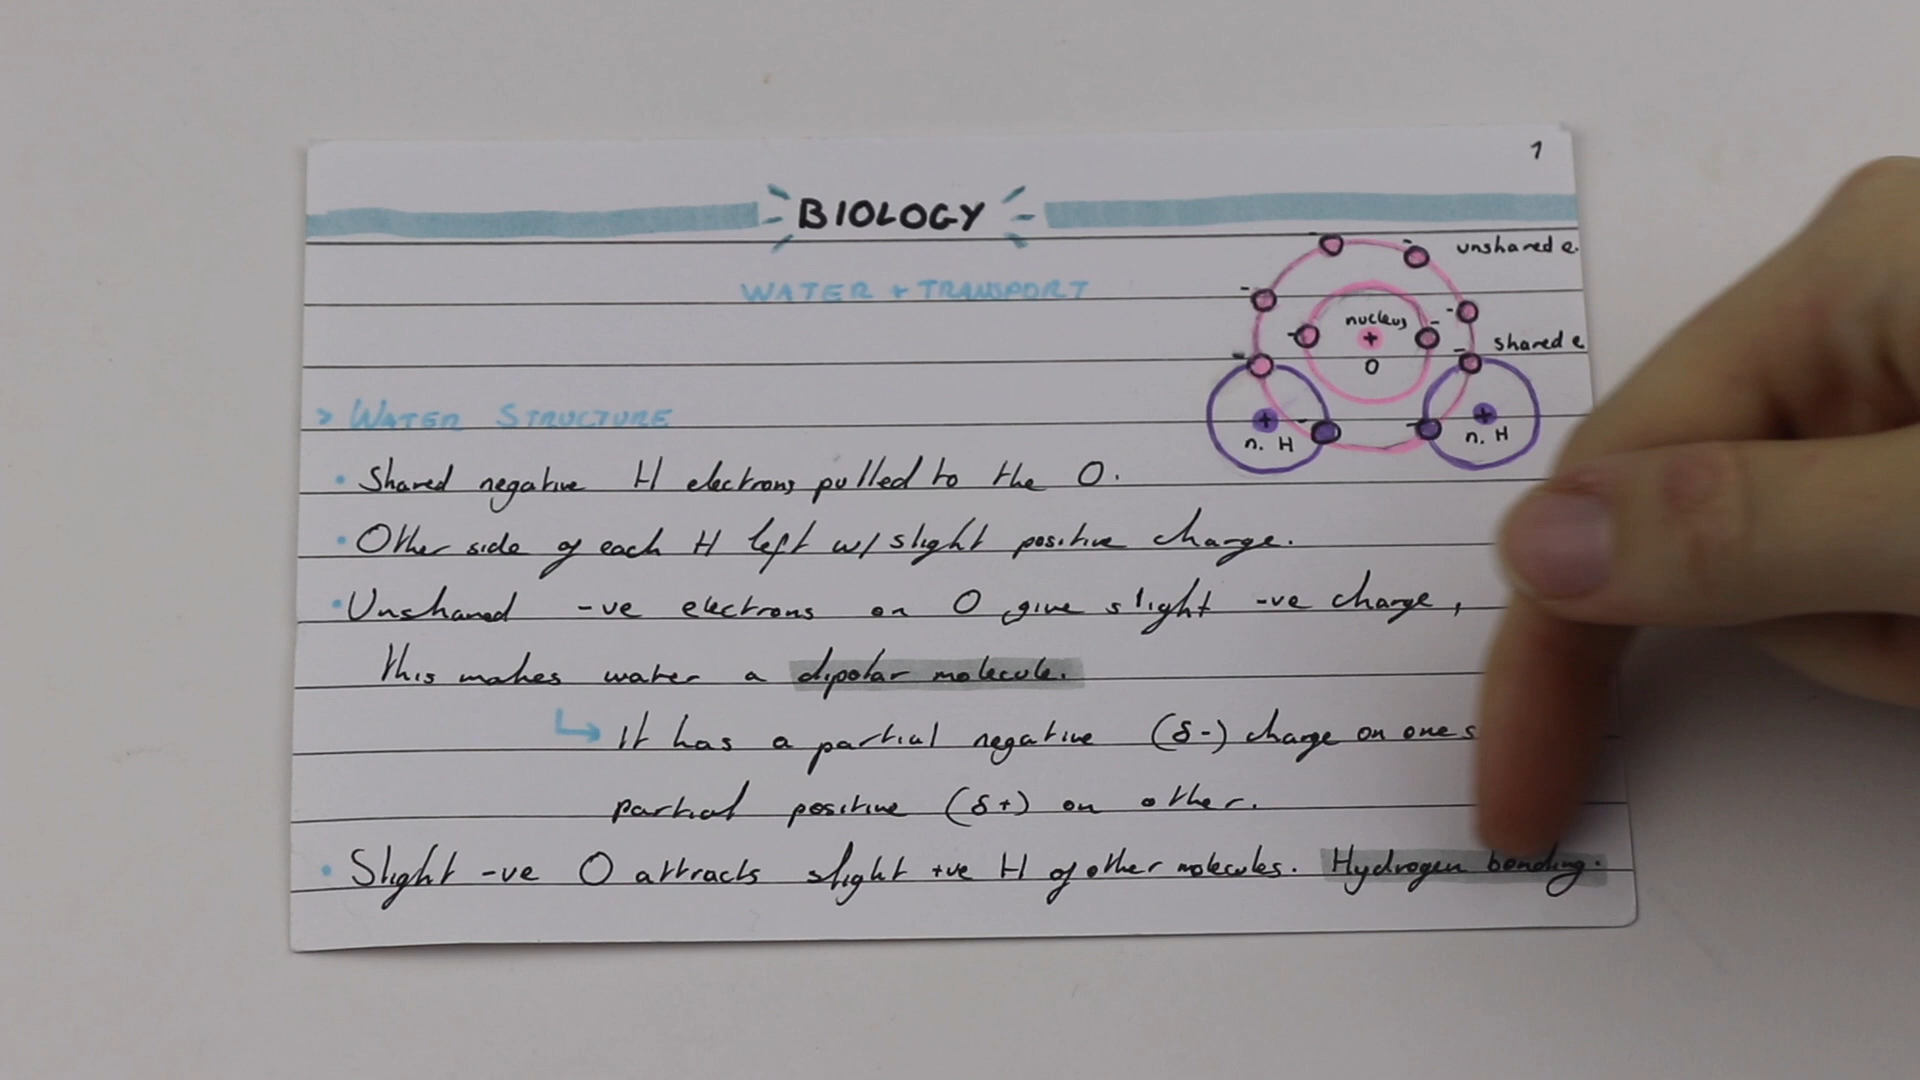 1
BIOLOGY
WATER + TRANSPORT
unshared e.
nucleus
+
O
shared e
+
n. H
+
n. H
> WATER STRUCTURE
• Shared negative H electrons pulled to the O.
• Other side of each H left w/ slight positive charge.
• Unshared -ve electrons on O give slight -ve charge,
this makes water a dipolar molecule.
↳ It has a partial negative (δ-) charge on one s
partial positive (δ+) on other.
• Slight -ve O attracts slight +ve H of other molecules. Hydrogen bonding.